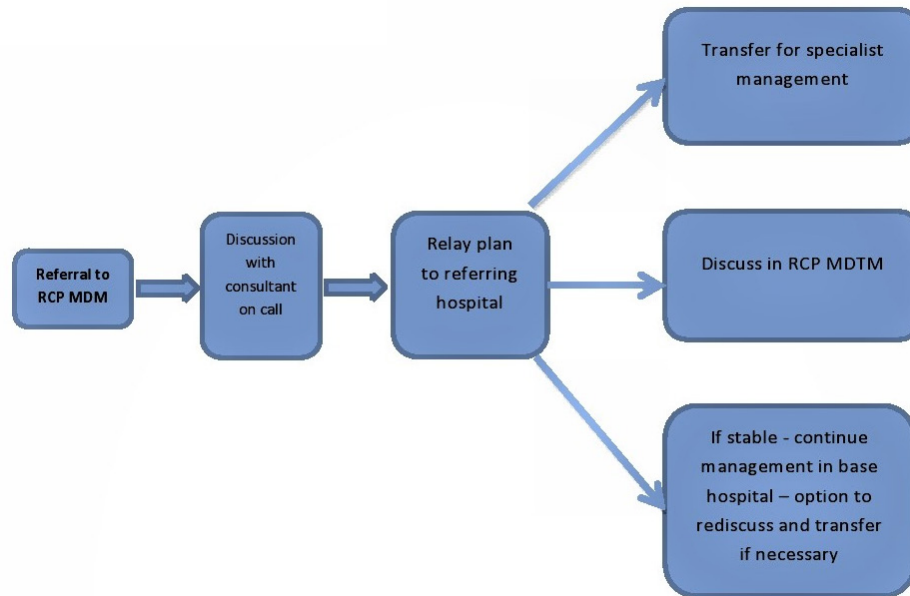 Referral to
RCP MDM
Discussion
with
consultant
on call
Relay plan
to referring
hospital
Transfer for specialist
management
Discuss in RCP MDTM
If stable - continue
management in base
hospital – option to
rediscuss and transfer
if necessary